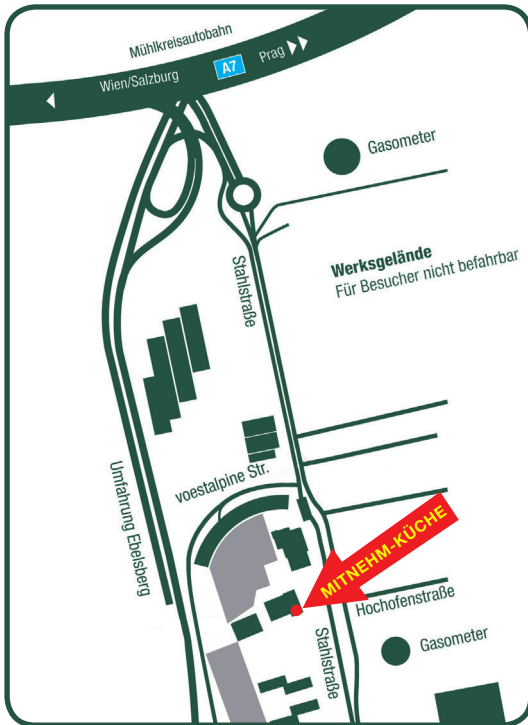 Mühlkreisautobahn
Wien/Salzburg
A7
Prag
Gasometer
Werksgelände
Für Besucher nicht befahrbar
Stahlstraße
voestalpine Str.
Umfahrung Ebelsberg
MITNEHM-KÜCHE
Hochofenstraße
Stahlstraße
Gasometer